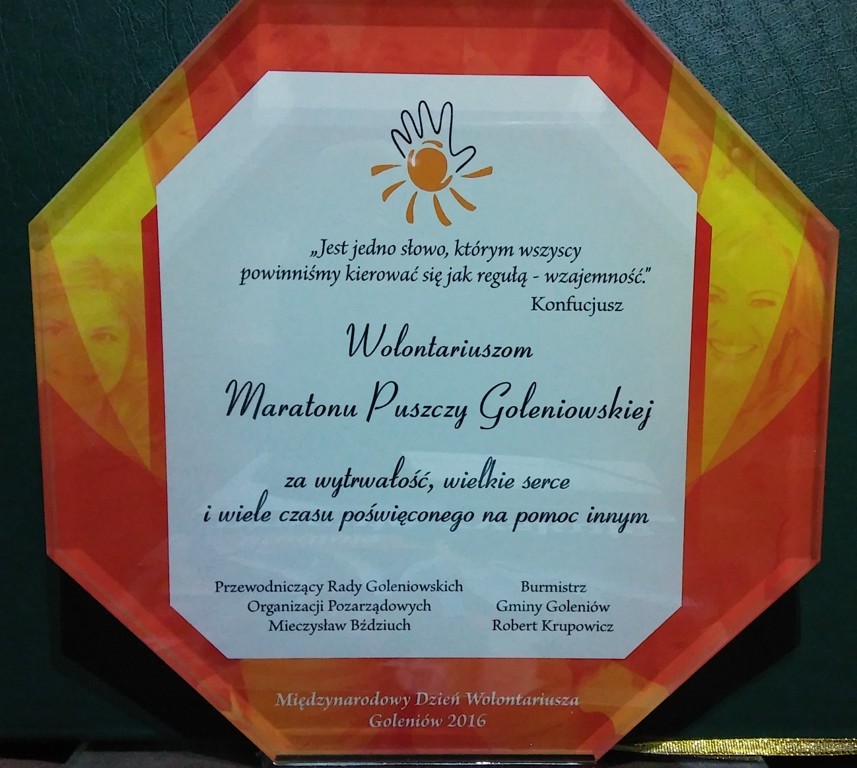 „Jest jedno słowo, którym wszyscy
powinniśmy kierować się jak regułą - wzajemność."
Konfucjusz
Wolontariuszom
Maratonu Puszczy Goleniowskiej
za wytrwałość, wielkie serce
i wiele czasu poświęconego na pomoc innym
Przewodniczący Rady Goleniowskich
Organizacji Pozarządowych
Mieczysław Bździuch
Burmistrz
Gminy Goleniów
Robert Krupowicz
Międzynarodowy Dzień Wolontariusza
Goleniów 2016